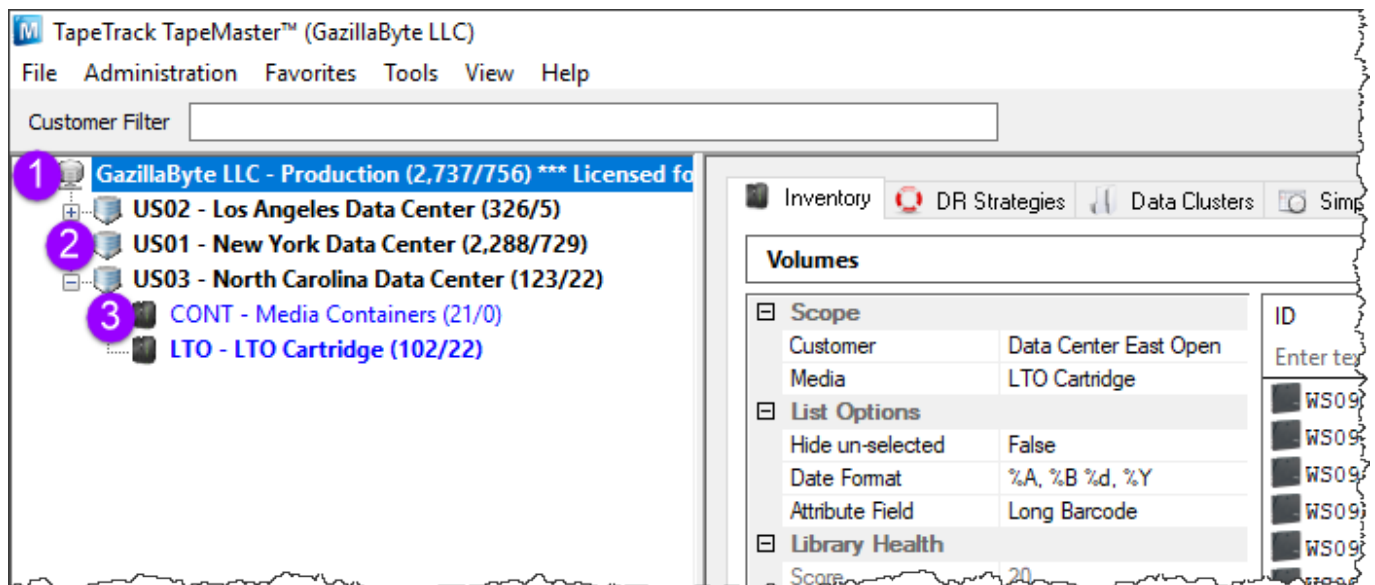 TapeTrack TapeMaster™ (GazillaByte LLC)
File Administration Favorites Tools View Help
Customer Filter
1 GazillaByte LLC - Production (2,737/756) *** Licensed fo
US02 - Los Angeles Data Center (326/5)
2 US01 - New York Data Center (2,288/729)
US03 - North Carolina Data Center (123/22)
3 CONT - Media Containers (21/0)
LTO - LTO Cartridge (102/22)
Inventory DR Strategies Data Clusters Simp
Volumes
Scope
Customer Data Center East Open
Media LTO Cartridge
List Options
Hide un-selected False
Date Format %A, %B %d, %Y
Attribute Field Long Barcode
Library Health
Score 20
ID
Enter tex
WS09
WS09
WS09
WS09
WS09